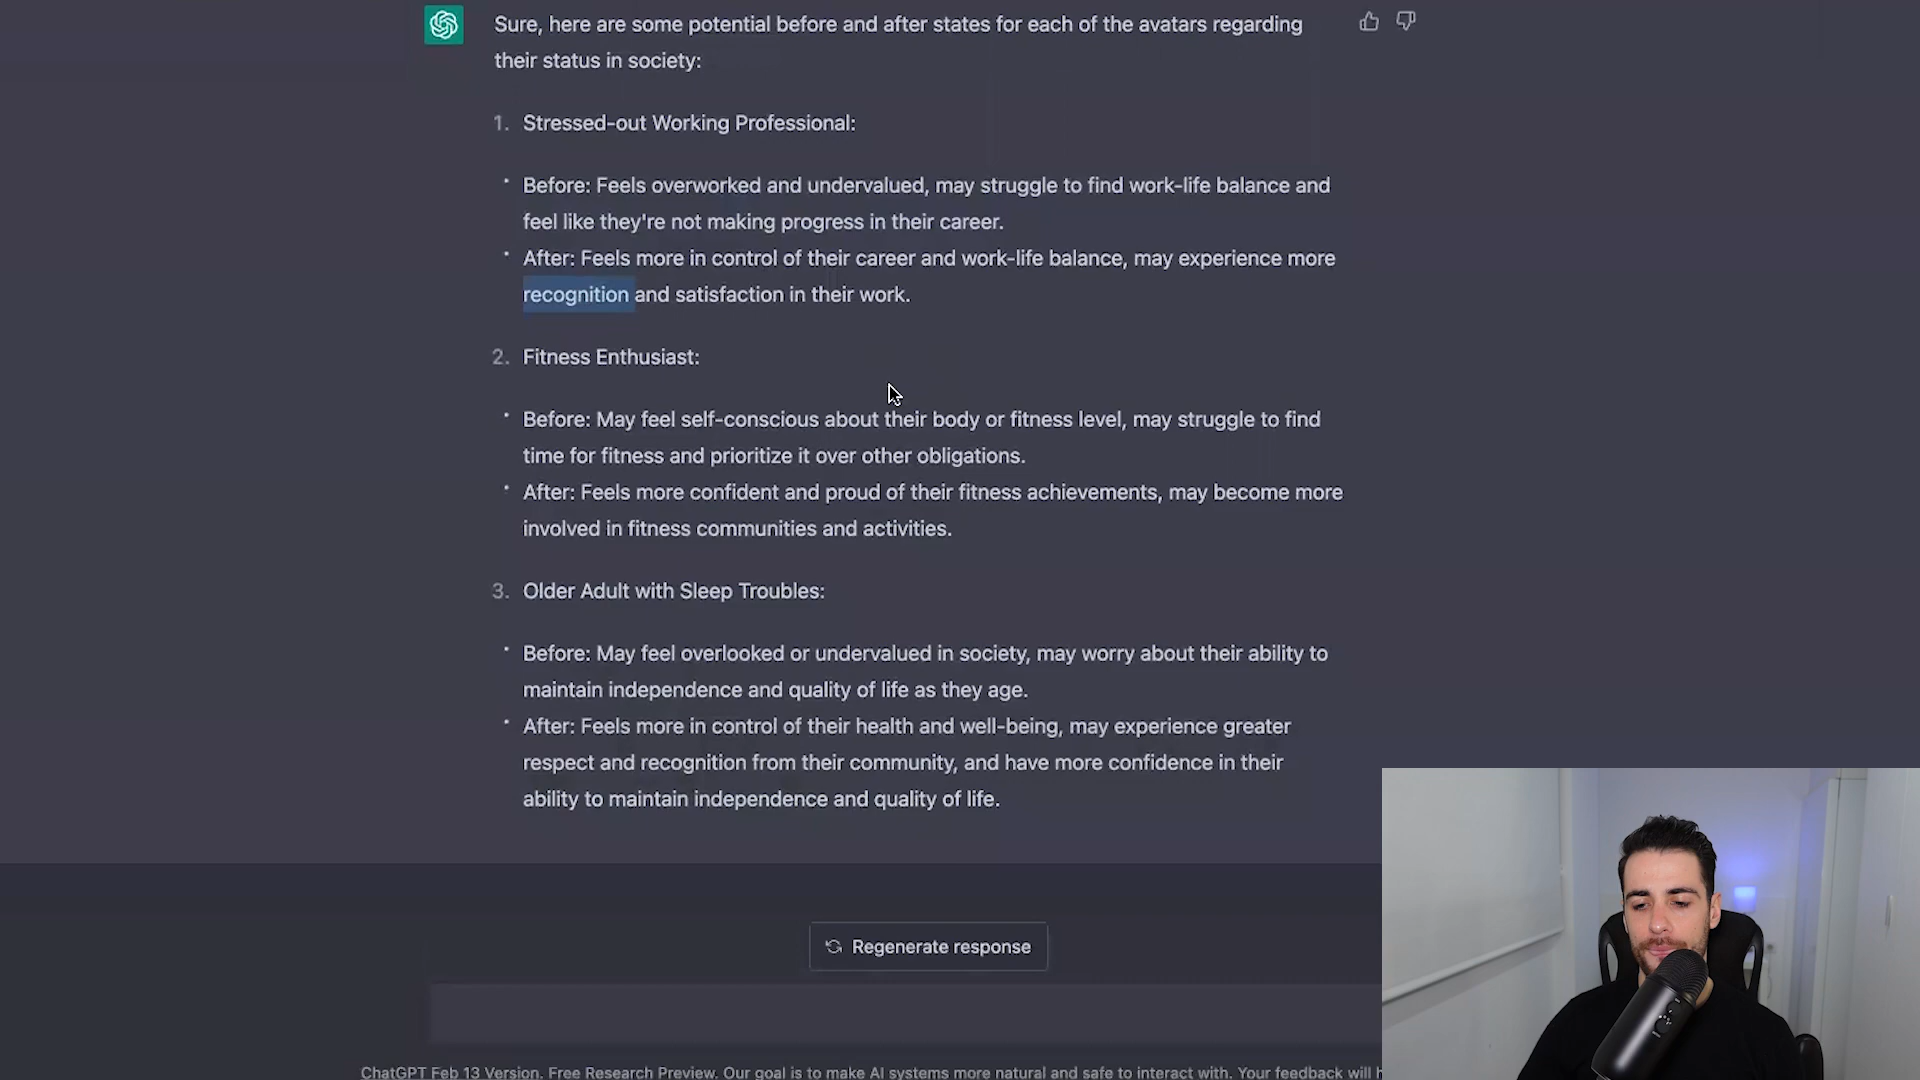 Sure, here are some potential before and after states for each of the avatars regarding
their status in society:
1. Stressed-out Working Professional:
Before: Feels overworked and undervalued, may struggle to find work-life balance and
feel like they're not making progress in their career.
After: Feels more in control of their career and work-life balance, may experience more
recognition and satisfaction in their work.
2. Fitness Enthusiast:
Before: May feel self-conscious about their body or fitness level, may struggle to find
time for fitness and prioritize it over other obligations.
After: Feels more confident and proud of their fitness achievements, may become more
involved in fitness communities and activities.
3. Older Adult with Sleep Troubles:
Before: May feel overlooked or undervalued in society, may worry about their ability to
maintain independence and quality of life as they age.
After: Feels more in control of their health and well-being, may experience greater
respect and recognition from their community, and have more confidence in their
ability to maintain independence and quality of life.
Regenerate response
ChatGPT Feb 13 Version. Free Research Preview. Our goal is to make AI systems more natural and safe to interact with. Your feedback will